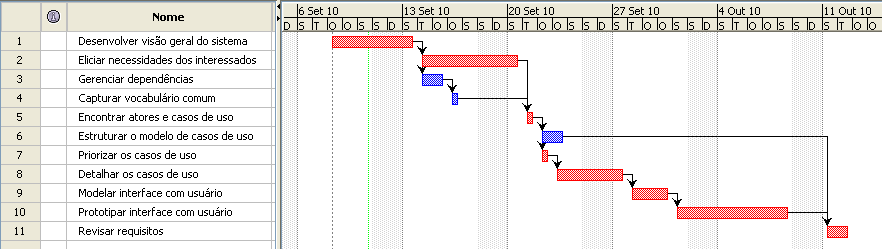 Nome
6 Set 10 13 Set 10 20 Set 10 27 Set 10 4 Out 10 11 Out 10
D S T Q Q S S D S T Q Q S S D S T Q Q S S D S T Q Q S S D S T Q Q S S D S T Q Q
1 Desenvolver visão geral do sistema
2 Eliciar necessidades dos interessados
3 Gerenciar dependências
4 Capturar vocabulário comum
5 Encontrar atores e casos de uso
6 Estruturar o modelo de casos de uso
7 Priorizar os casos de uso
8 Detalhar os casos de uso
9 Modelar interface com usuário
10 Prototipar interface com usuário
11 Revisar requisitos